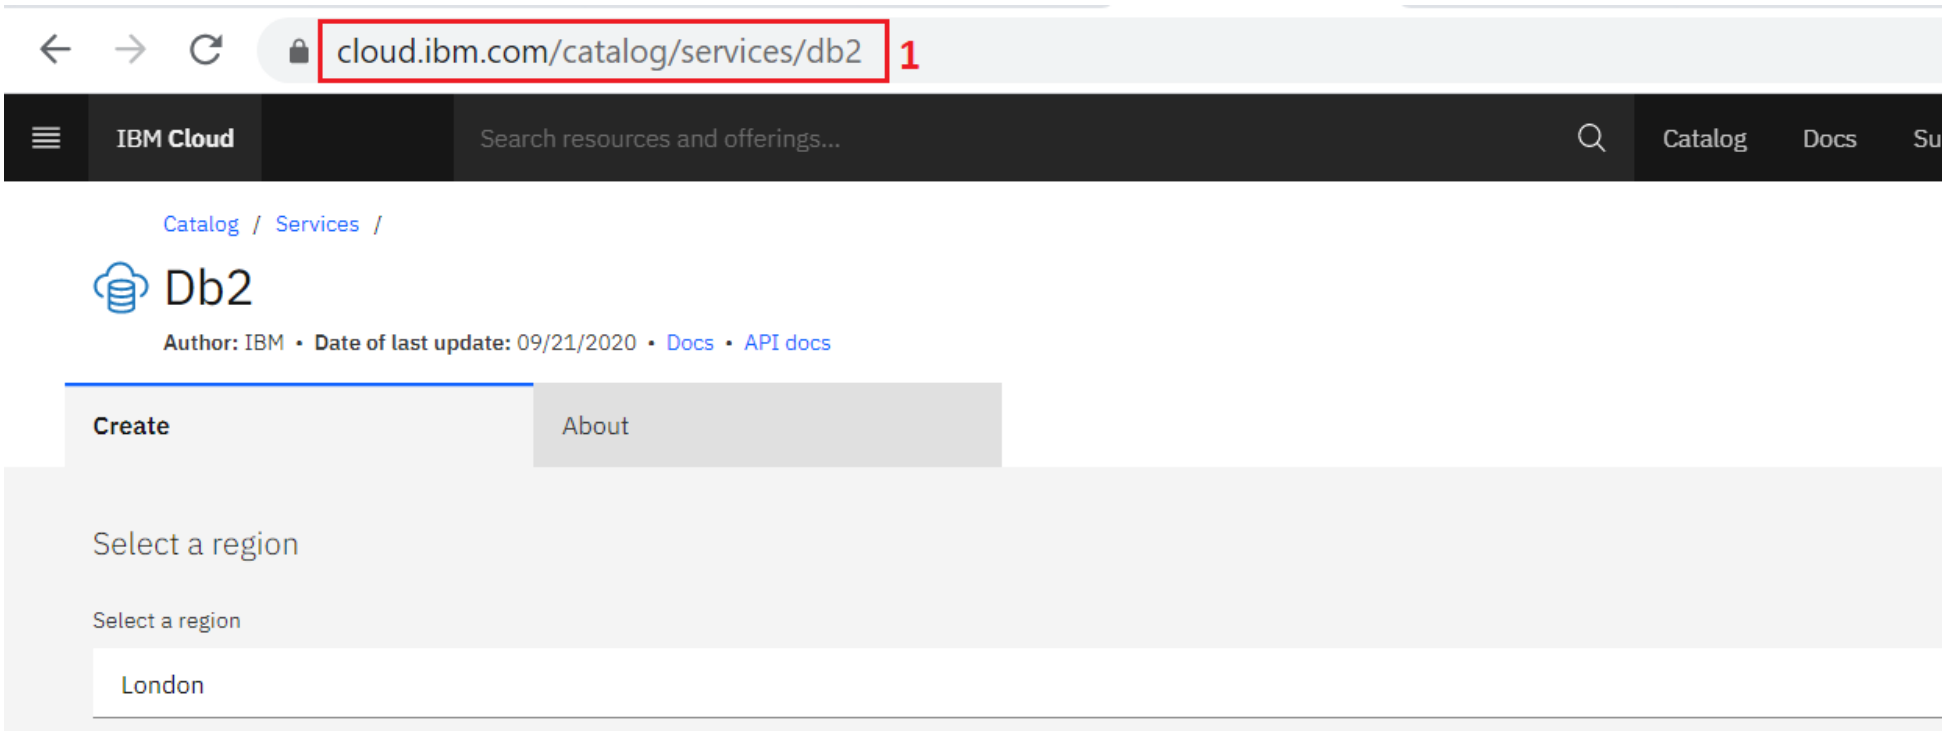 cloud.ibm.com/catalog/services/db2 1
IBM Cloud Search resources and offerings... Catalog Docs Su
Catalog / Services /
Db2
Author: IBM • Date of last update: 09/21/2020 • Docs • API docs
Create About
Select a region
Select a region
London